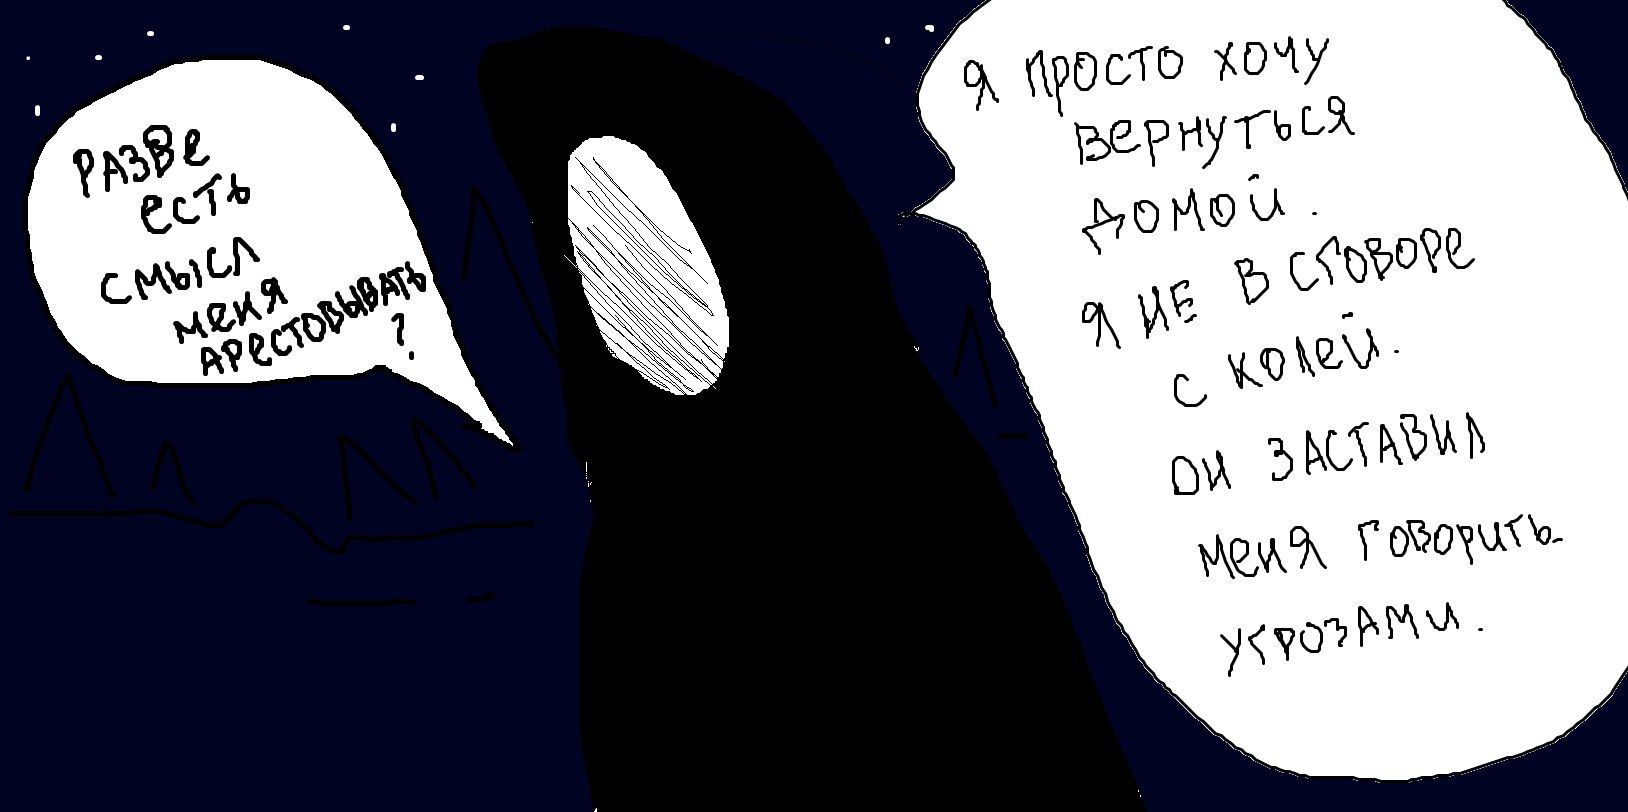 РАЗВЕ
ЕСТЬ
СМЫСЛ
МЕНЯ
АРЕСТОВЫВАТЬ
?
Я ПРОСТО ХОЧУ
ВЕРНУТЬСЯ
ДОМОЙ.
Я НЕ В СГОВОРЕ
С КОЛЕЙ.
ОН ЗАСТАВИЛ
МЕНЯ ГОВОРИТЬ
УГРОЗАМИ.